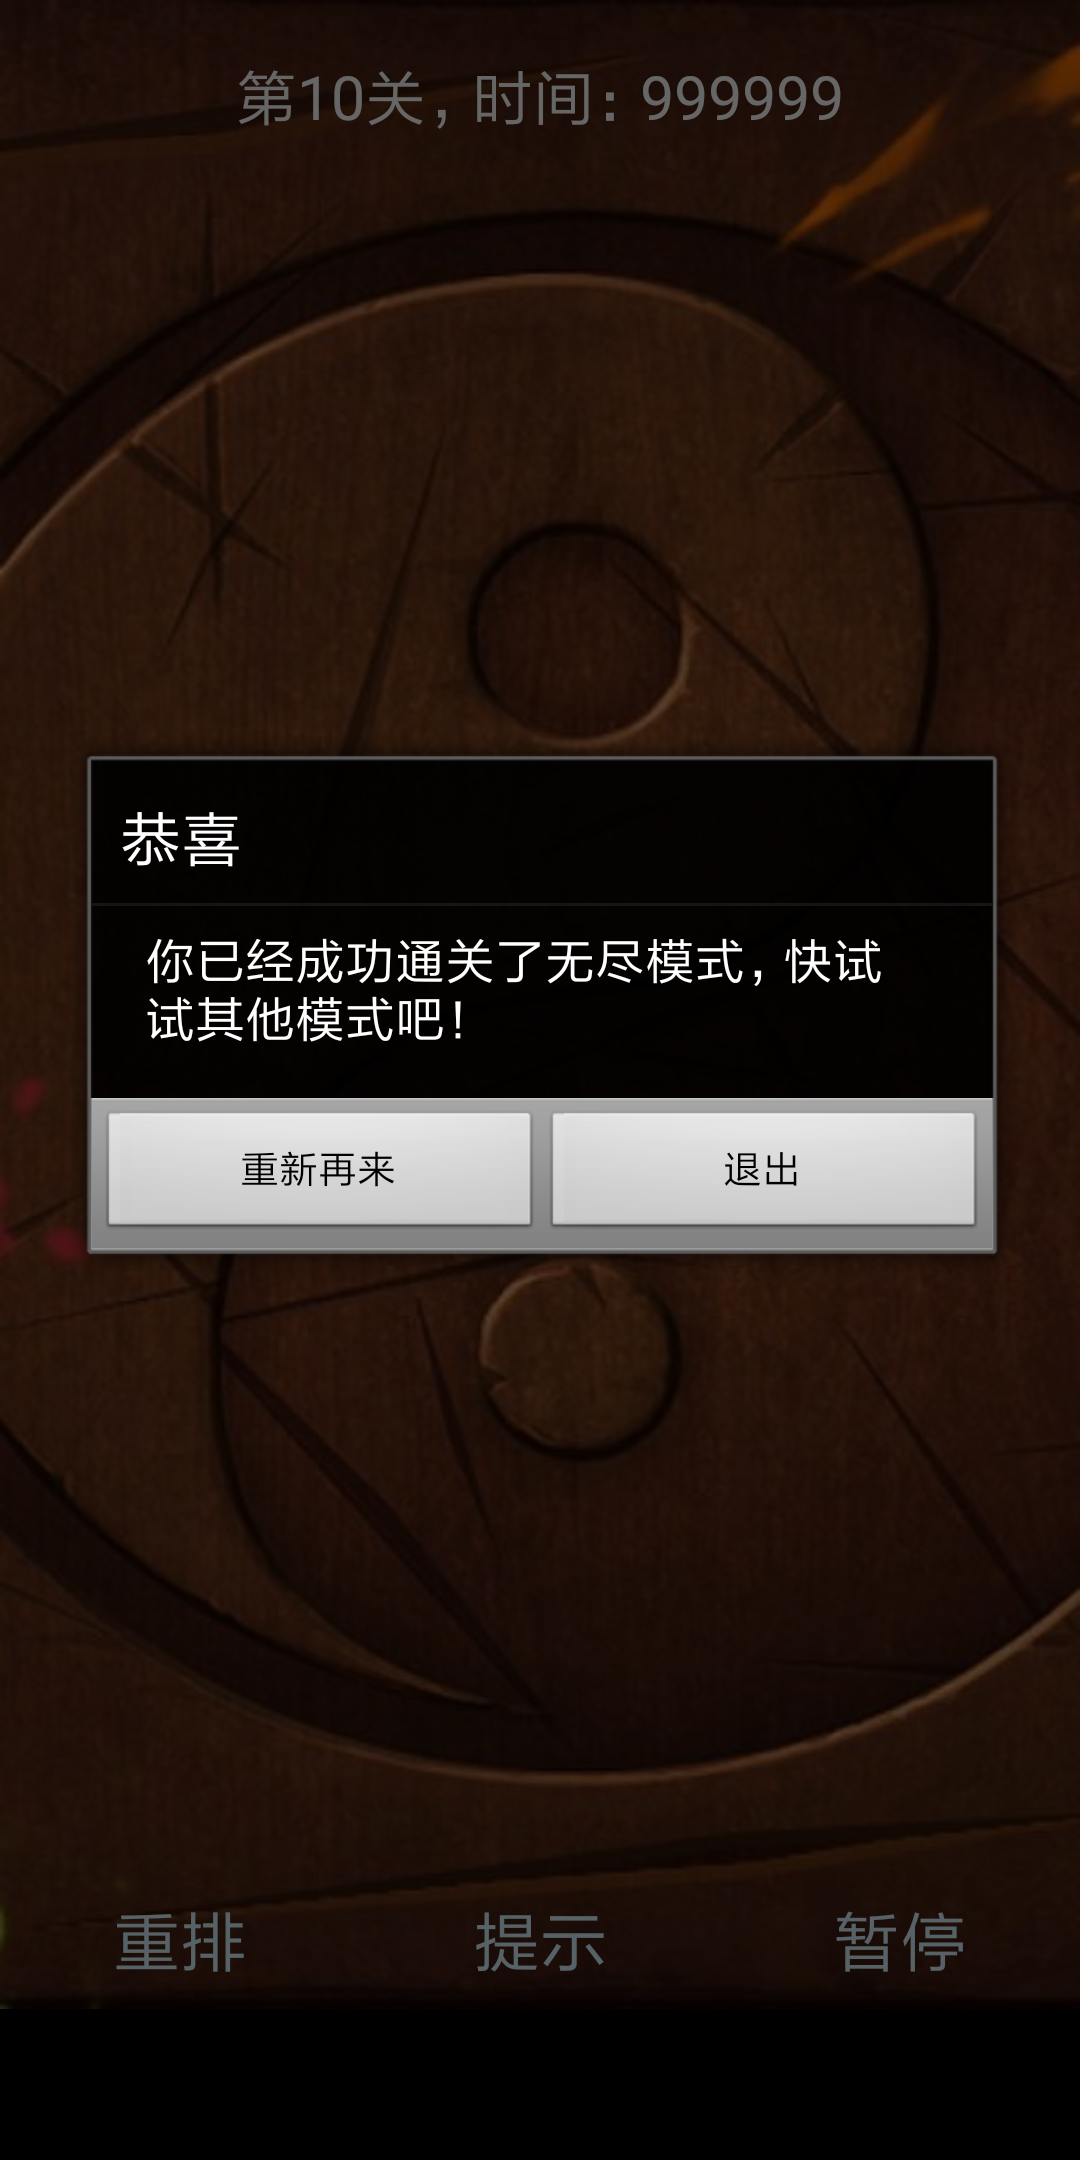 第10关，时间：999999
恭喜
你已经成功通关了无尽模式，快试
试其他模式吧！
重新再来 退出
重排 提示 暂停